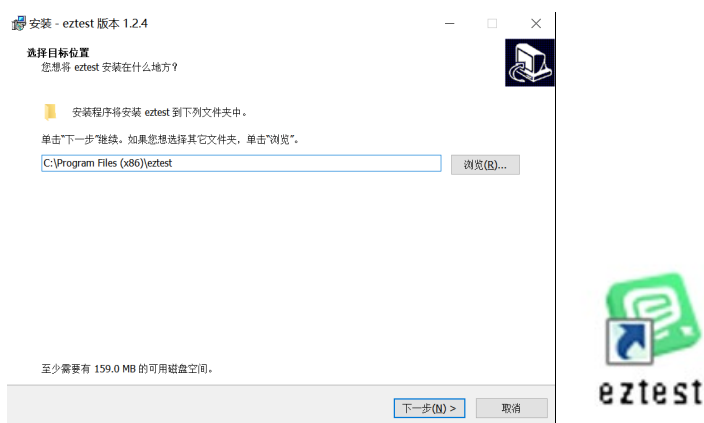 安装 - eztest 版本 1.2.4
选择目标位置
您想将 eztest 安装在什么地方？
安装程序将安装 eztest 到下列文件夹中。
单击“下一步”继续。如果您想选择其它文件夹，单击“浏览”。
C:\Program Files (x86)\eztest
浏览(R)...
至少需要有 159.0 MB 的可用磁盘空间。
下一步(N) >
取消
eztest